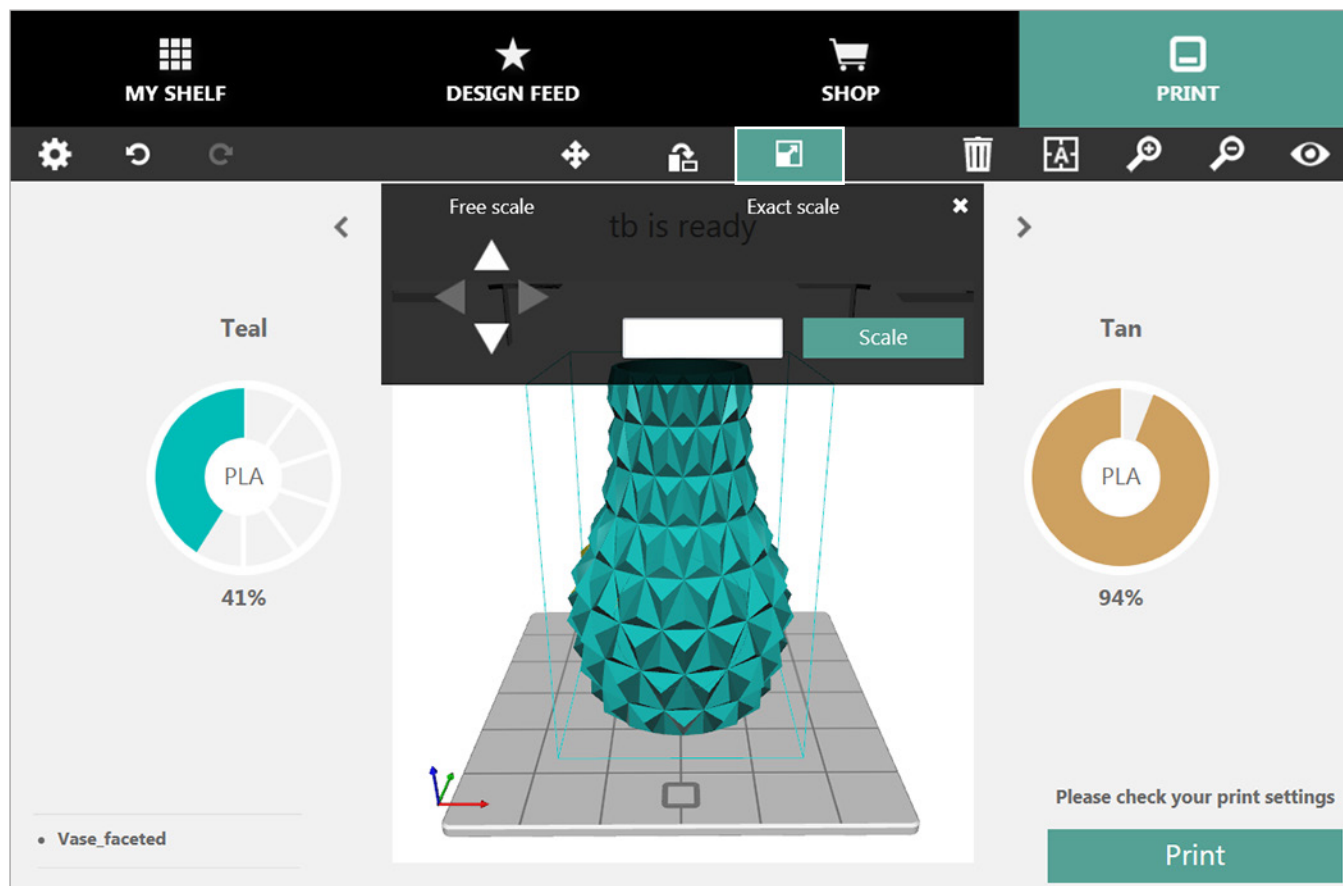 MY SHELF
DESIGN FEED
SHOP
PRINT
A
Free scale
Exact scale
tb is ready
Teal
Scale
Tan
PLA
PLA
41%
94%
Please check your print settings
• Vase_faceted
Print